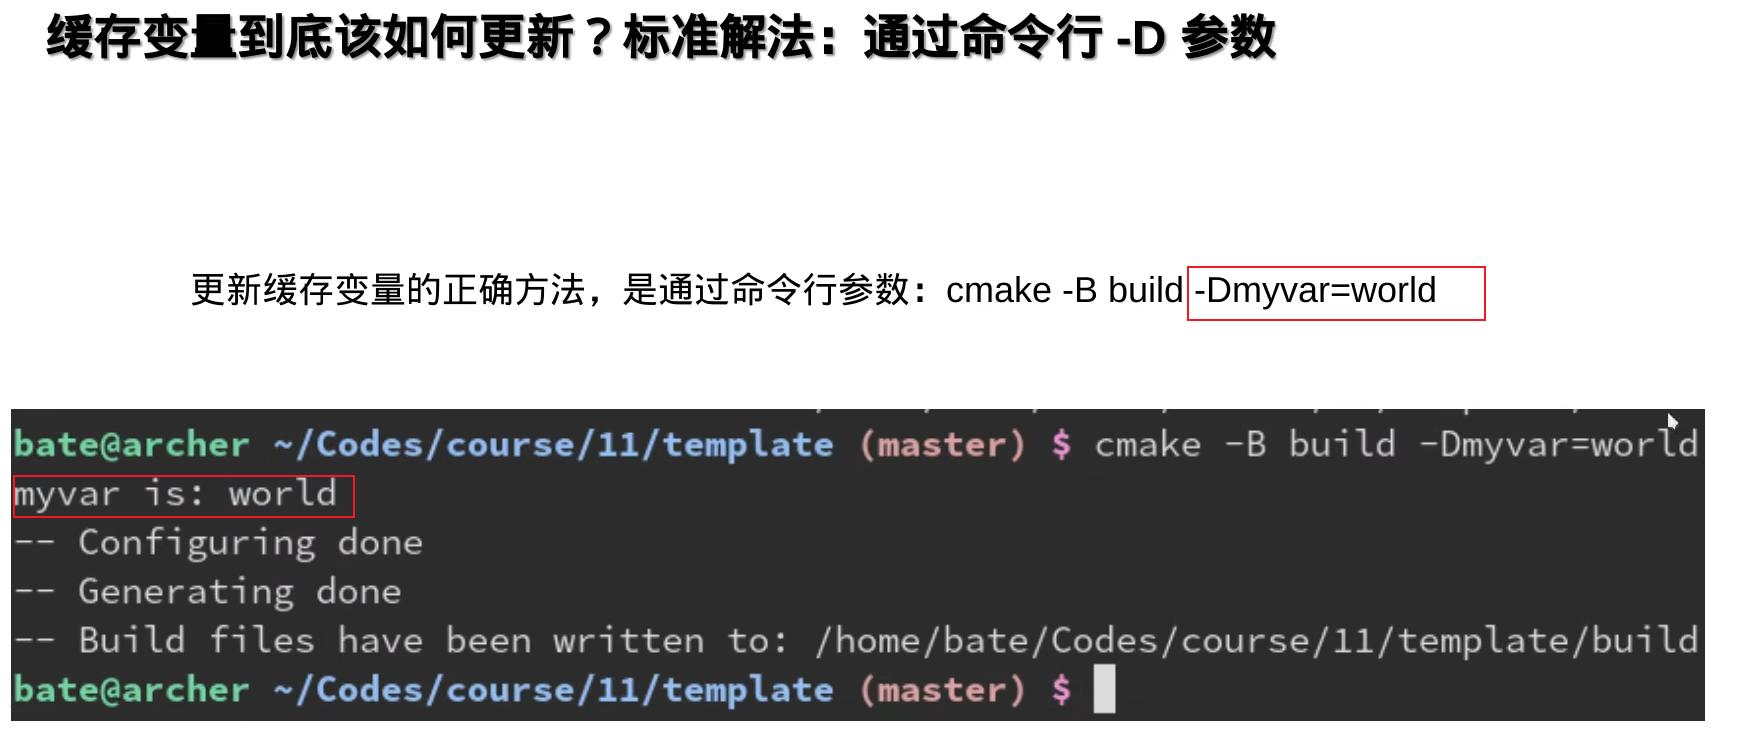 缓存变量到底该如何更新？标准解法：通过命令行 -D 参数
更新缓存变量的正确方法，是通过命令行参数：cmake -B build -Dmyvar=world
bate@archer ~/Codes/course/11/template (master) $ cmake -B build -Dmyvar=world
myvar is: world
-- Configuring done
-- Generating done
-- Build files have been written to: /home/bate/Codes/course/11/template/build
bate@archer ~/Codes/course/11/template (master) $